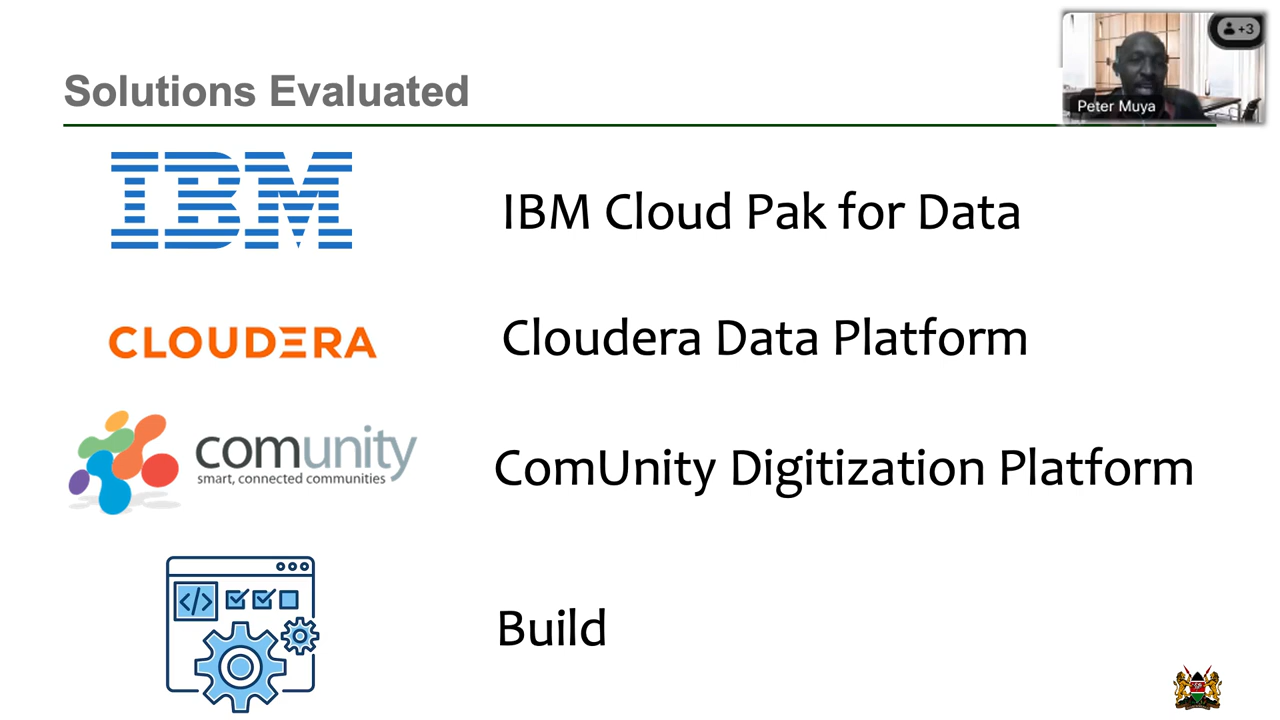 Solutions Evaluated
+3
Peter Muya
IBM
IBM Cloud Pak for Data
CLOUDERA
Cloudera Data Platform
comunity
smart, connected communities
ComUnity Digitization Platform
</>
Build